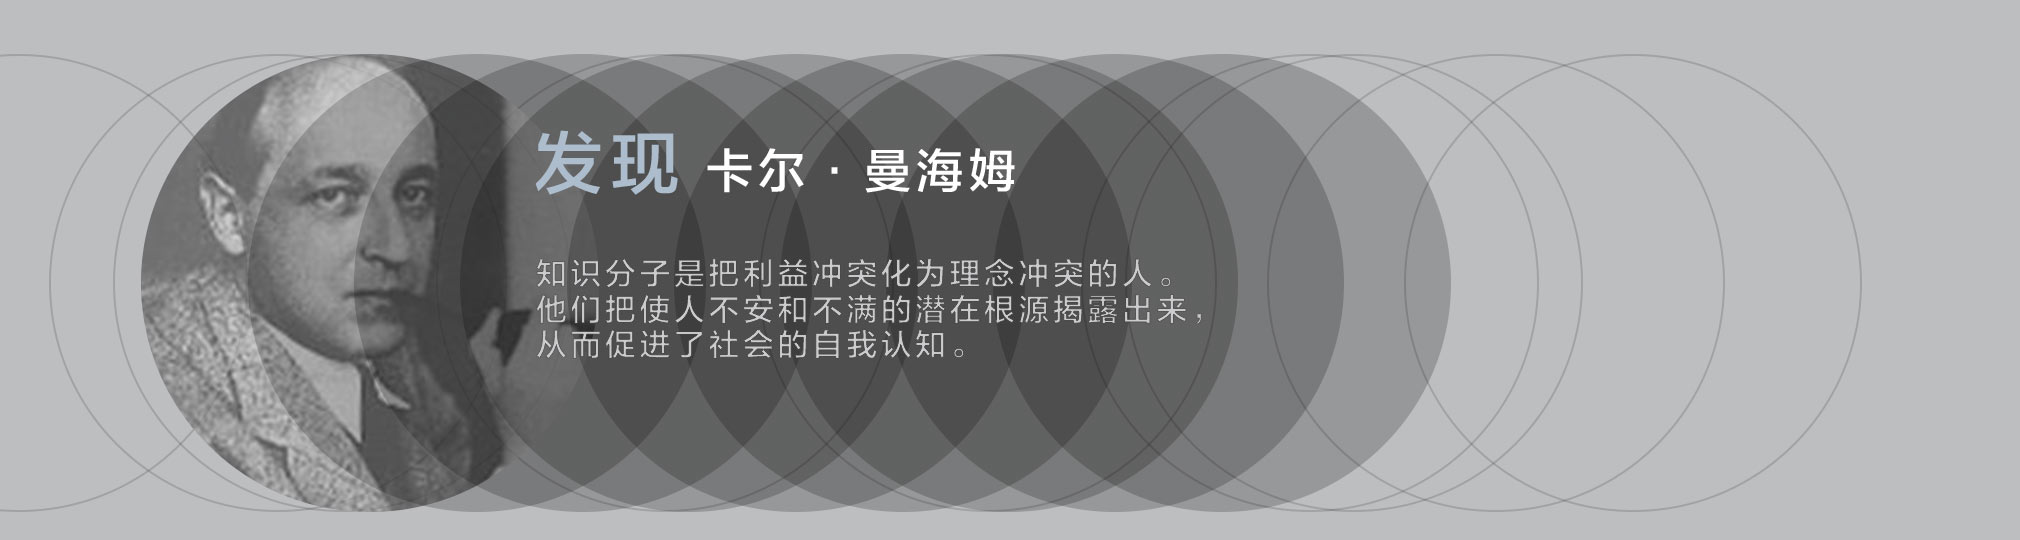 发现 卡尔 · 曼海姆
知识分子是把利益冲突化为理念冲突的人。
他们把使人不安和不满的潜在根源揭露出来，
从而促进了社会的自我认知。